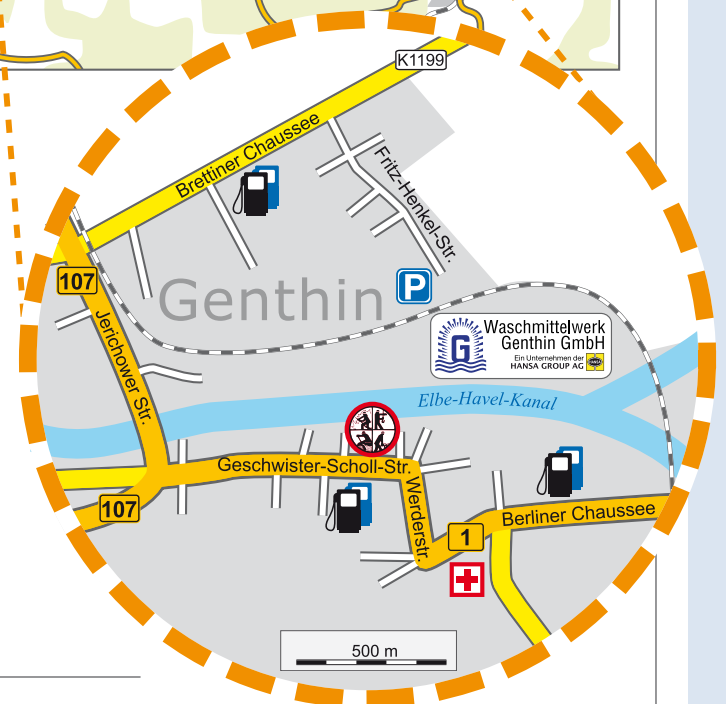 K1199
Brettiner Chaussee
Fritz-Henkel-Str.
107
Genthin
P
Jerichower Str.
G
Waschmittelwerk
Genthin GmbH
Ein Unternehmen der
HANSA GROUP AG
HANSA
Elbe-Havel-Kanal
Geschwister-Scholl-Str.
Werderstr.
107
1
Berliner Chaussee
500 m